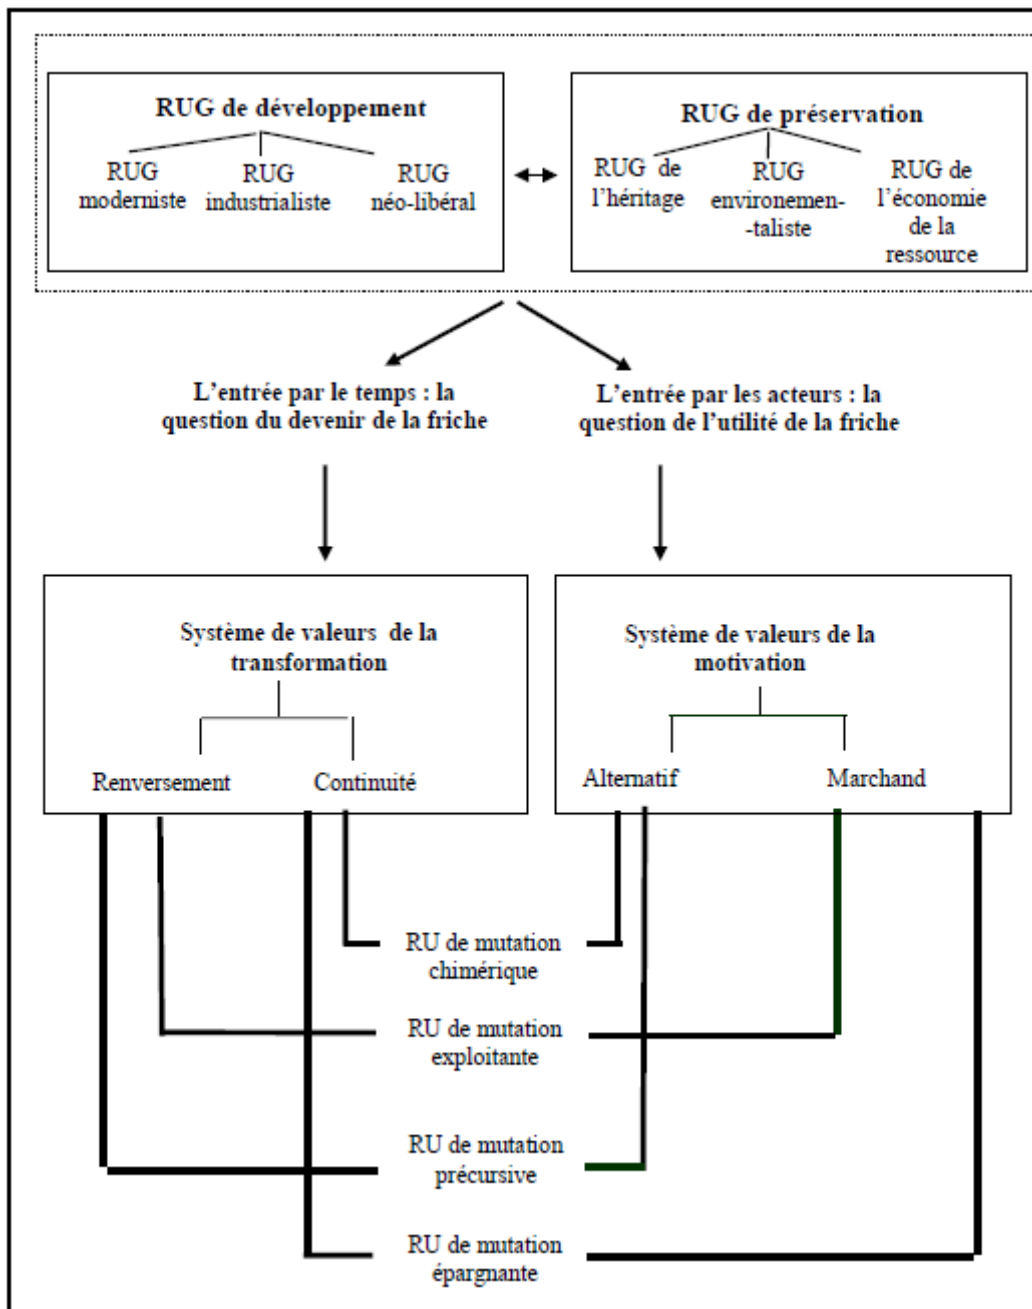 RUG de développement
RUG
moderniste
RUG
industrialiste
RUG
néo-libéral
RUG de préservation
RUG de
l'héritage
RUG
environemen-
-taliste
RUG de
l'économie
de la
ressource
L'entrée par le temps : la
question du devenir de la friche
L'entrée par les acteurs : la
question de l'utilité de la friche
Système de valeurs de la
transformation
Renversement
Continuité
Système de valeurs de la
motivation
Alternatif
Marchand
RU de mutation
chimérique
RU de mutation
exploitante
RU de mutation
précursive
RU de mutation
épargnante